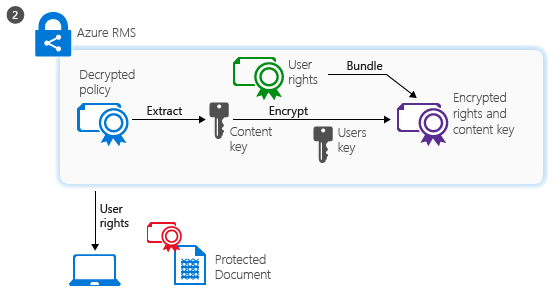 2
Azure RMS
Decrypted
policy
User
rights
Bundle
Extract
Content
key
Encrypt
Users
key
Encrypted
rights and
content key
User
rights
Protected
Document